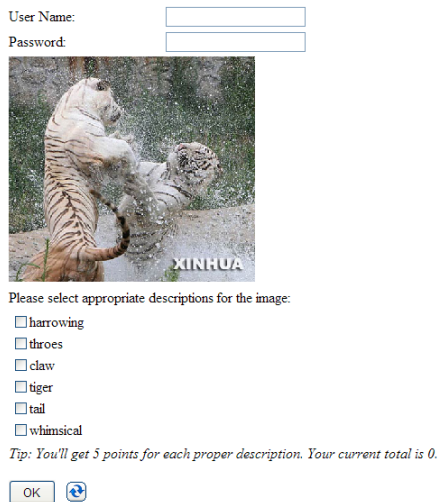 User Name:
Password:
XINHUA
Please select appropriate descriptions for the image:
harrowing
throes
claw
tiger
tail
whimsical
Tip: You'll get 5 points for each proper description. Your current total is 0.
OK